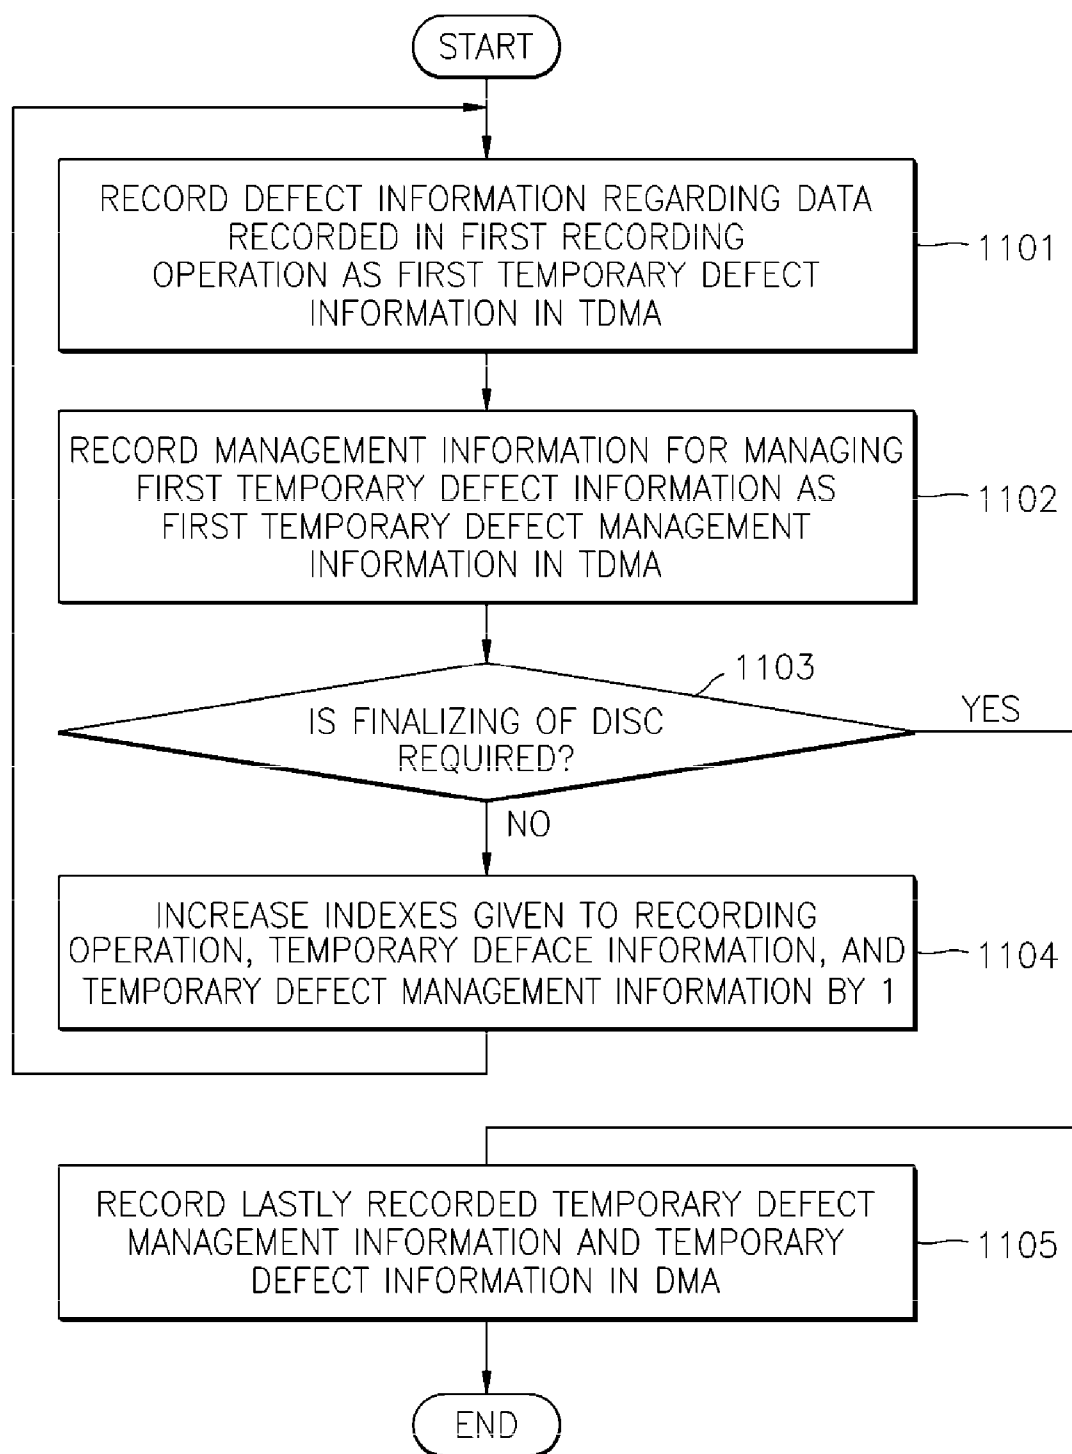 START
RECORD DEFECT INFORMATION REGARDING DATA
RECORDED IN FIRST RECORDING
OPERATION AS FIRST TEMPORARY DEFECT
INFORMATION IN TDMA
1101
RECORD MANAGEMENT INFORMATION FOR MANAGING
FIRST TEMPORARY DEFECT INFORMATION AS
FIRST TEMPORARY DEFECT MANAGEMENT
INFORMATION IN TDMA
1102
1103
IS FINALIZING OF DISC
REQUIRED?
YES
NO
INCREASE INDEXES GIVEN TO RECORDING
OPERATION, TEMPORARY DEFACE INFORMATION, AND
TEMPORARY DEFECT MANAGEMENT INFORMATION BY 1
1104
RECORD LASTLY RECORDED TEMPORARY DEFECT
MANAGEMENT INFORMATION AND TEMPORARY
DEFECT INFORMATION IN DMA
1105
END